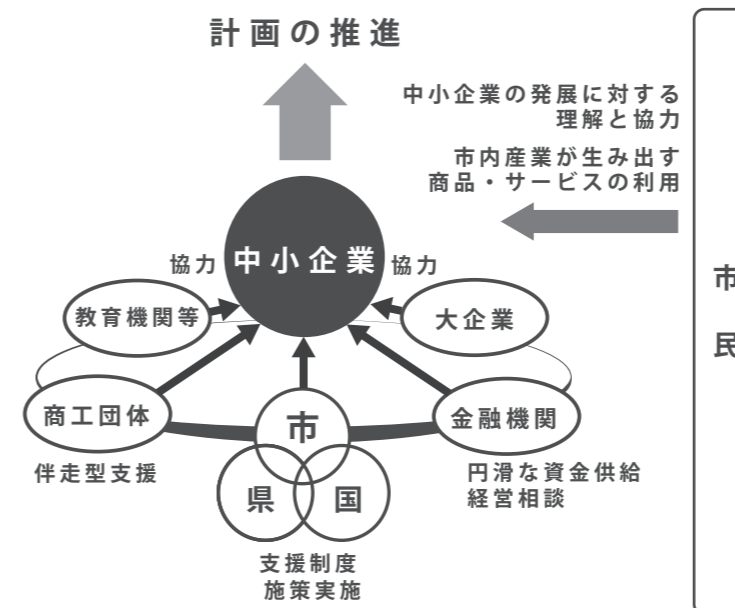 計画の推進
中小企業の発展に対する
理解と協力
市内産業が生み出す
商品・サービスの利用
協力
中小企業
協力
教育機関等
大企業
市
民
商工団体
市
金融機関
伴走型支援
円滑な資金供給
経営相談
県
国
支援制度
施策実施